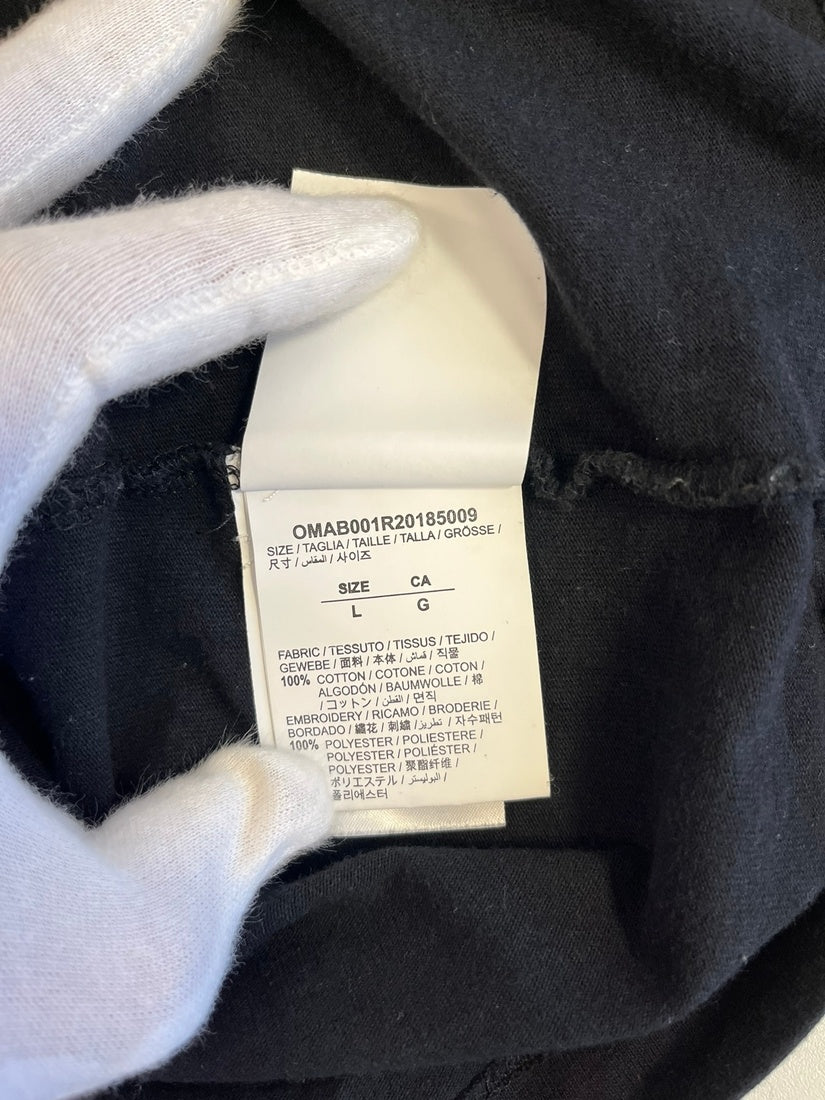 OMAB001R20185009
SIZE / TAGLIA / TAILLE / TALLA / GRÖSSE /
尺寸 / المقاس / 사이즈
SIZE CA
L G
FABRIC / TESSUTO / TISSUS / TEJIDO /
GEWEBE / 面料 / 本体 / قماش / 직물
100% COTTON / COTONE / COTON /
ALGODÓN / BAUMWOLLE / 棉
/ コットン / القطن / 면직
EMBROIDERY / RICAMO / BRODERIE /
BORDADO / 繡花 / 刺繍 / تطريز / 자수패턴
100% POLYESTER / POLIESTERE /
POLYESTER / POLIÉSTER /
POLYESTER / 聚酯纤维 /
ポリエステル / البوليستر /
폴리에스터